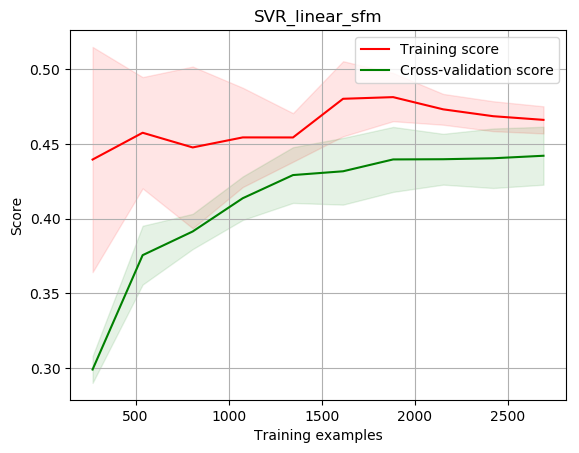 SVR_linear_sfm
Training score
Cross-validation score
0.50
0.45
0.40
0.35
0.30
Score
500
1000
1500
2000
2500
Training examples